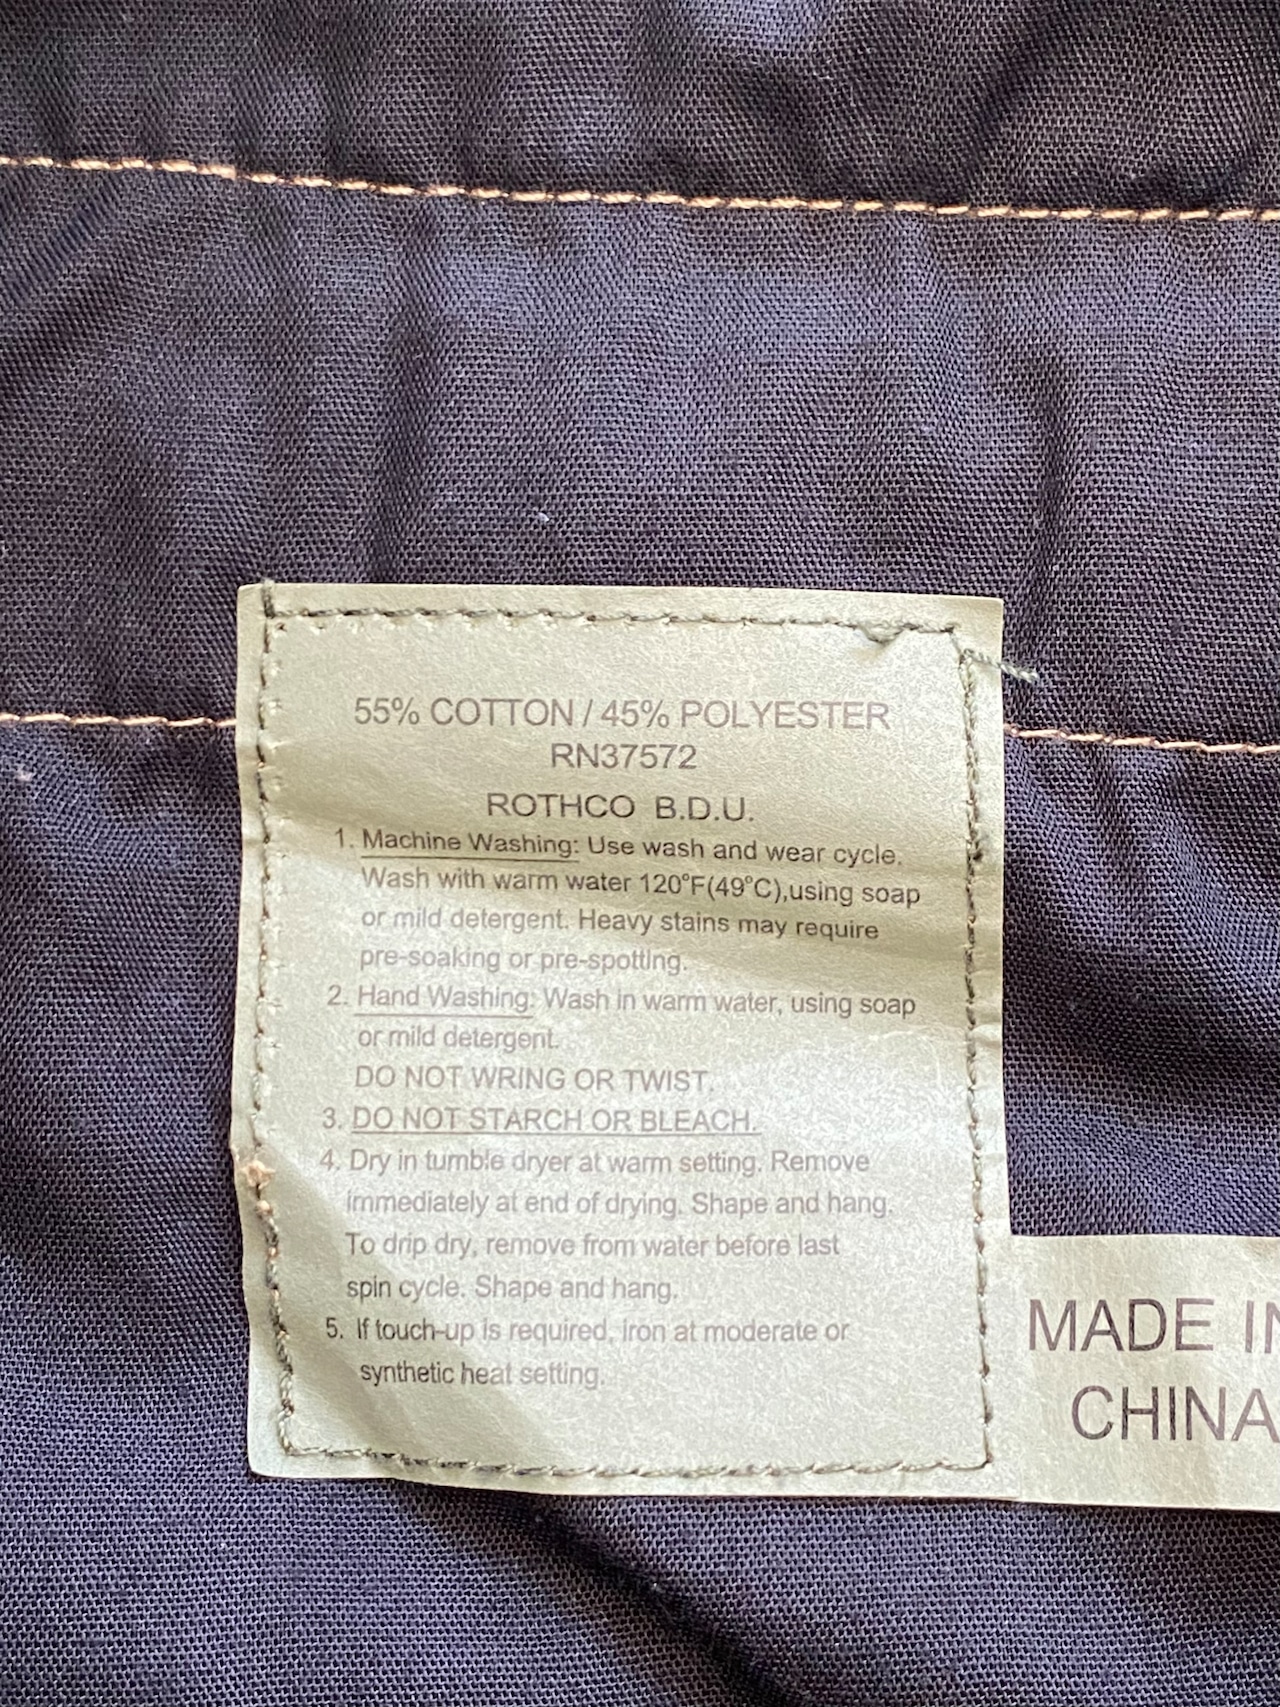 55% COTTON / 45% POLYESTER
RN37572
ROTHCO B.D.U.
1. Machine Washing: Use wash and wear cycle.
Wash with warm water 120°F(49°C),using soap
or mild detergent. Heavy stains may require
pre-soaking or pre-spotting.
2. Hand Washing: Wash in warm water, using soap
or mild detergent.
DO NOT WRING OR TWIST.
3. DO NOT STARCH OR BLEACH.
4. Dry in tumble dryer at warm setting. Remove
immediately at end of drying. Shape and hang.
To drip dry, remove from water before last
spin cycle. Shape and hang.
5. If touch-up is required, iron at moderate or
synthetic heat setting.
MADE IN
CHINA